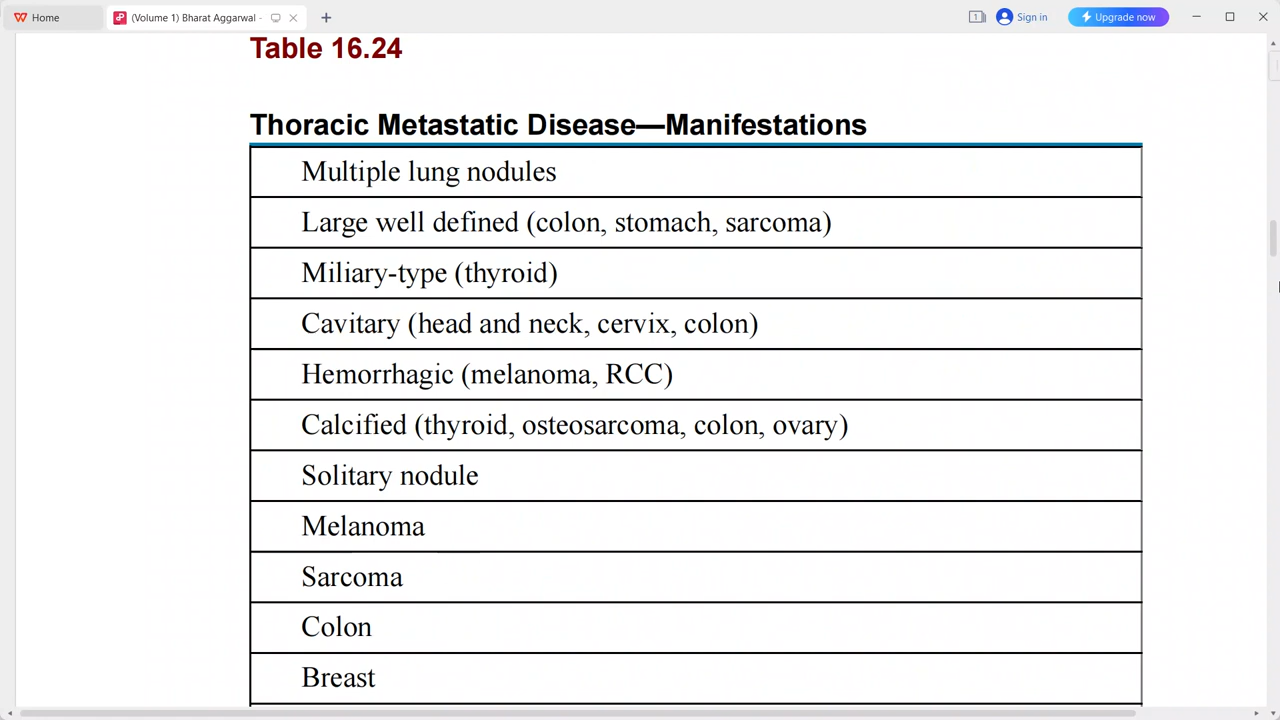 Home
(Volume 1) Bharat Aggarwal -
1
Sign in
Upgrade now
Table 16.24
Thoracic Metastatic Disease—Manifestations
Multiple lung nodules
Large well defined (colon, stomach, sarcoma)
Miliary-type (thyroid)
Cavitary (head and neck, cervix, colon)
Hemorrhagic (melanoma, RCC)
Calcified (thyroid, osteosarcoma, colon, ovary)
Solitary nodule
Melanoma
Sarcoma
Colon
Breast